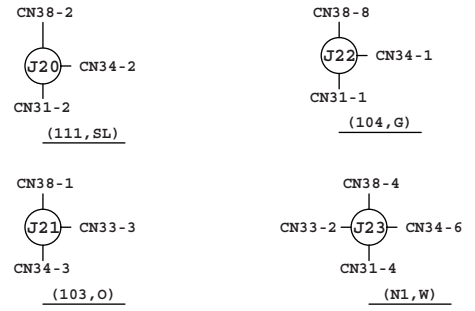 CN38-2
J20 CN34-2
CN31-2
(111,SL)
CN38-8
J22 CN34-1
CN31-1
(104,G)
CN38-1
J21 CN33-3
CN34-3
(103,O)
CN38-4
CN33-2 J23 CN34-6
CN31-4
(N1,W)